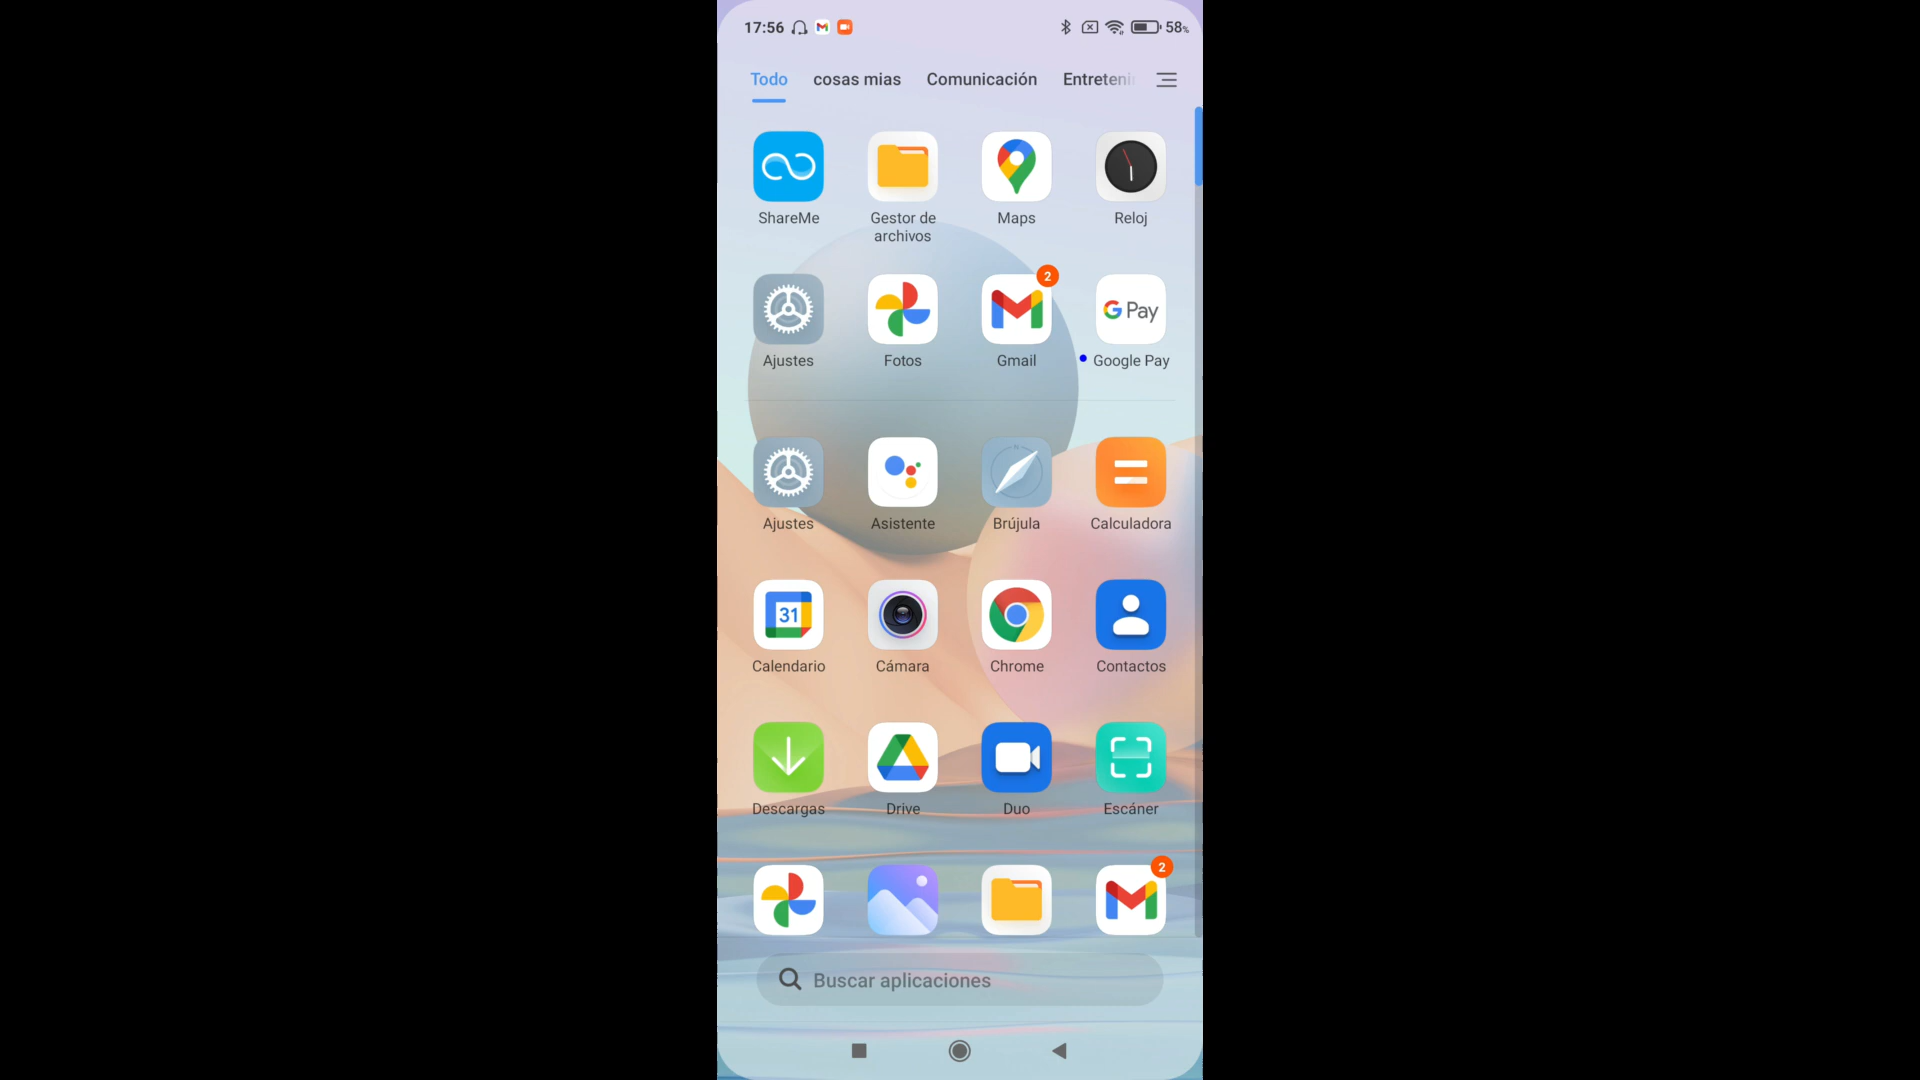 17:56 58%
Todo cosas mias Comunicación Entreteni
ShareMe Gestor de archivos Maps Reloj
2
G Pay
Ajustes Fotos Gmail Google Pay
N
Ajustes Asistente Brújula Calculadora
31
Calendario Cámara Chrome Contactos
Descargas Drive Duo Escáner
2
Buscar aplicaciones